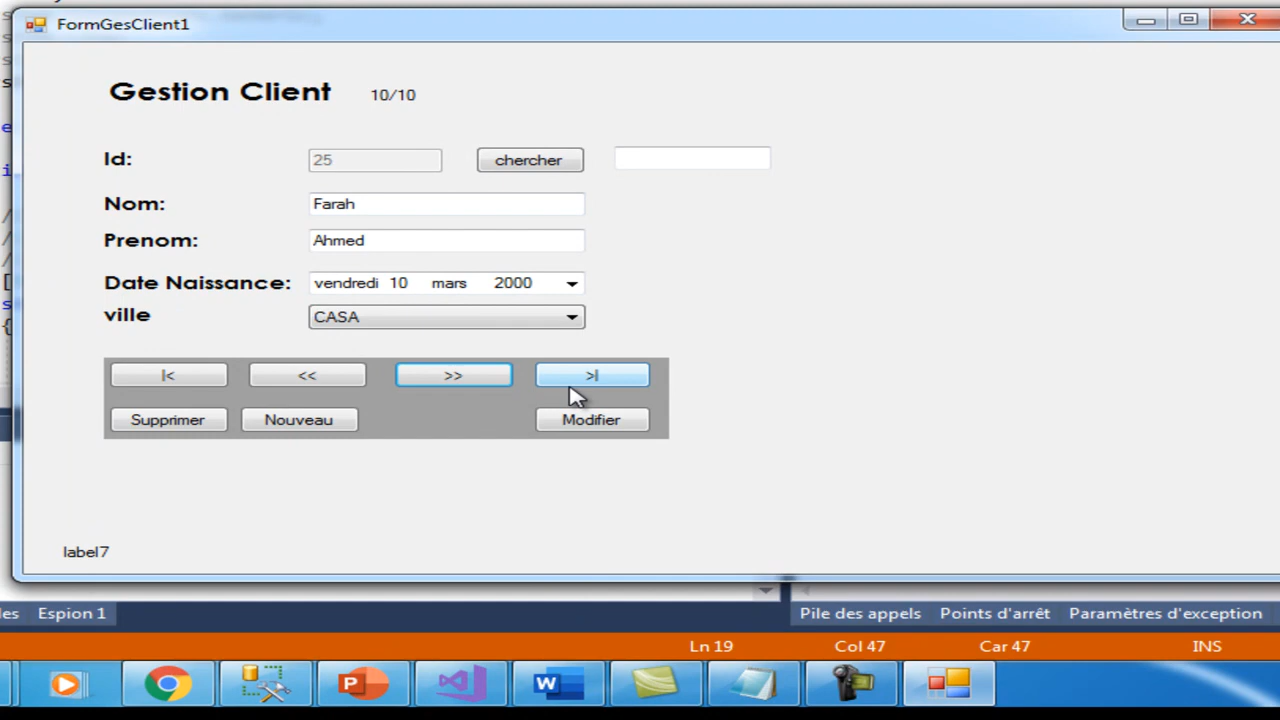 FormGesClient1
Gestion Client 10/10
Id: 25 chercher
Nom: Farah
Prenom: Ahmed
Date Naissance: vendredi 10 mars 2000
ville CASA
|< << >> >|
Supprimer Nouveau Modifier
label7
Espion 1 Pile des appels Points d'arrêt Paramètres d'exception
Ln 19 Col 47 Car 47 INS